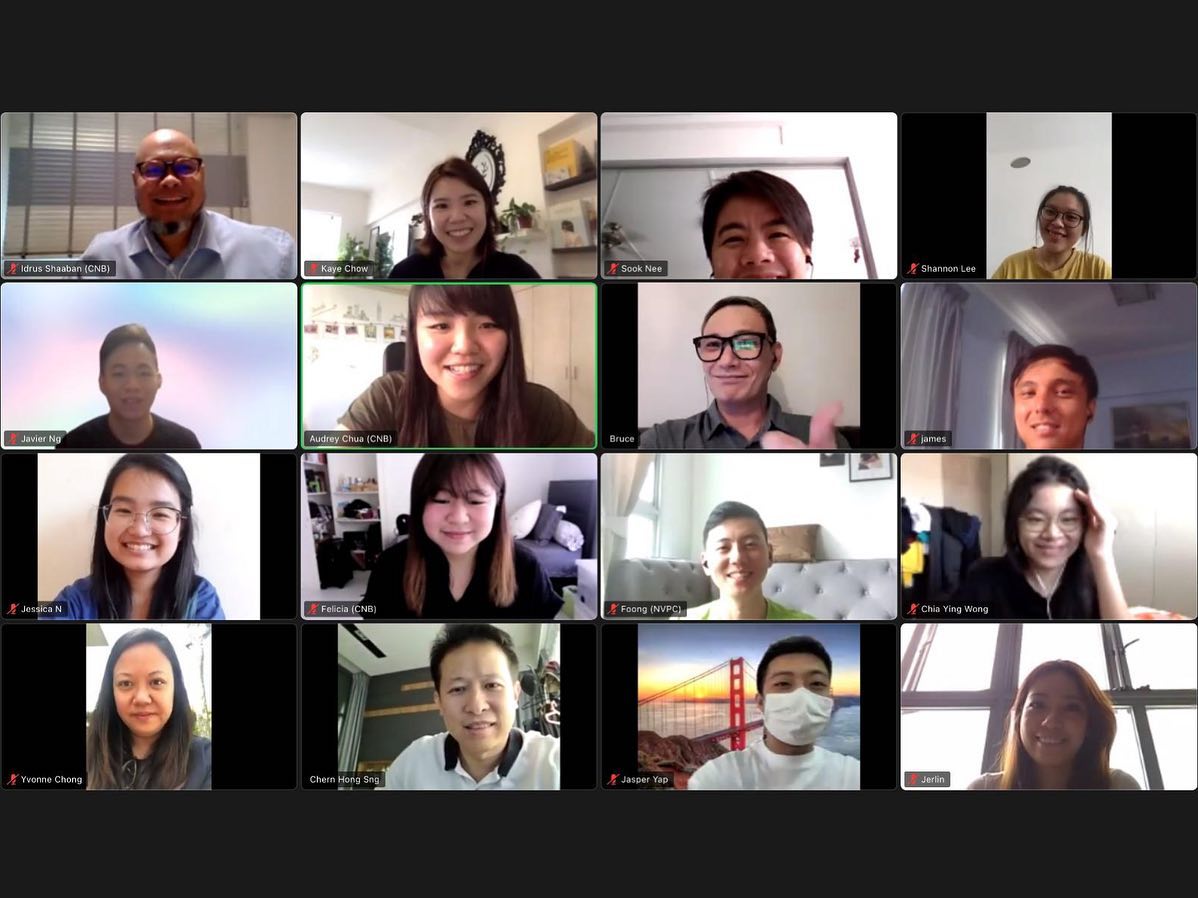 Idrus Shaaban (CNB)
Kaye Chow
Sook Nee
Shannon Lee
Javier Ng
Audrey Chua (CNB)
Bruce
james
Jessica N
Felicia (CNB)
Foong (NVPC)
Chia Ying Wong
Yvonne Chong
Chern Hong Sng
Jasper Yap
Jerlin